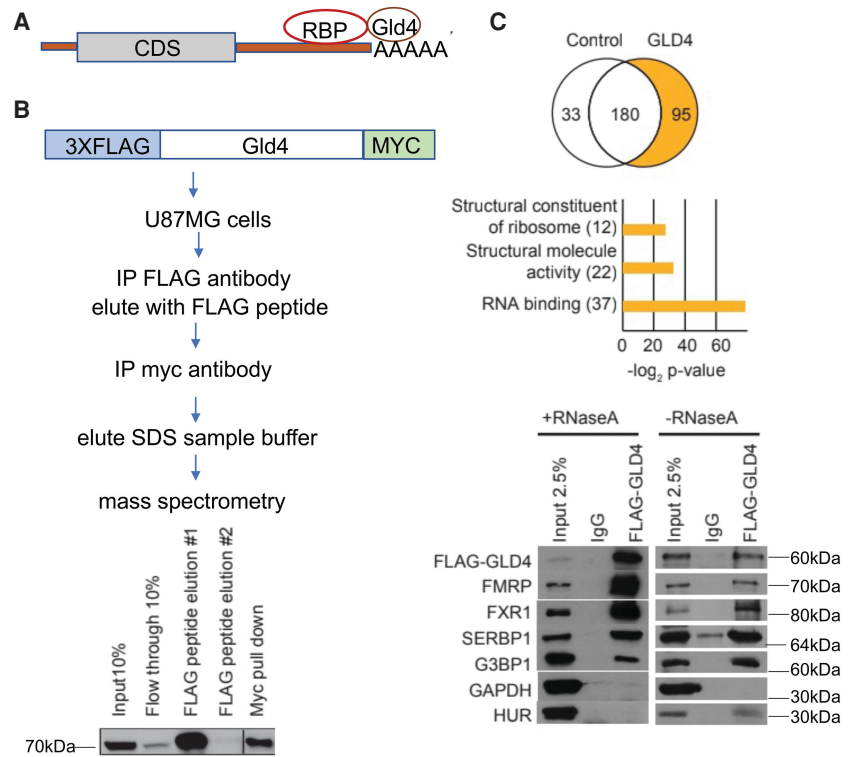 A
RBP
Gld4
CDS
AAAAA
B
3XFLAG
Gld4
MYC
U87MG cells
IP FLAG antibody
elute with FLAG peptide
IP myc antibody
elute SDS sample buffer
mass spectrometry
Input10%
Flow through 10%
FLAG peptide elution #1
FLAG peptide elution #2
Myc pull down
70kDa
C
Control
GLD4
33
180
95
Structural constituent
of ribosome (12)
Structural molecule
activity (22)
RNA binding (37)
0 20 40 60
-log2 p-value
+RNaseA
-RNaseA
Input 2.5%
IgG
FLAG-GLD4
Input 2.5%
IgG
FLAG-GLD4
FLAG-GLD4
60kDa
FMRP
70kDa
FXR1
80kDa
SERBP1
64kDa
G3BP1
60kDa
GAPDH
30kDa
HUR
30kDa